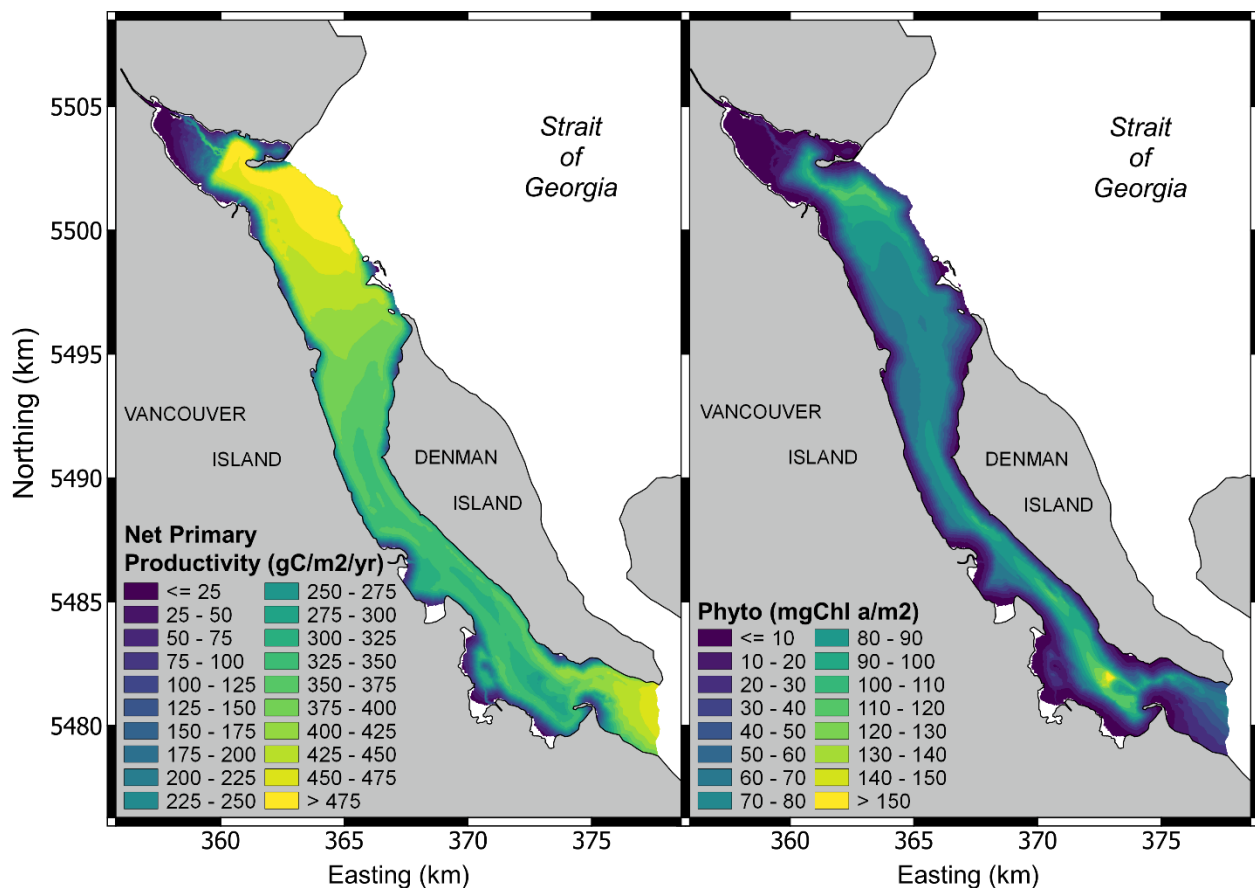 Northing (km)
5505
5500
5495
5490
5485
5480
Strait
of
Georgia
VANCOUVER
ISLAND
DENMAN
ISLAND
Net Primary
Productivity (gC/m2/yr)
<= 25
25 - 50
50 - 75
75 - 100
100 - 125
125 - 150
150 - 175
175 - 200
200 - 225
225 - 250
250 - 275
275 - 300
300 - 325
325 - 350
350 - 375
375 - 400
400 - 425
425 - 450
450 - 475
> 475
360
365
370
375
Easting (km)
Strait
of
Georgia
VANCOUVER
ISLAND
DENMAN
ISLAND
Phyto (mgChl a/m2)
<= 10
10 - 20
20 - 30
30 - 40
40 - 50
50 - 60
60 - 70
70 - 80
80 - 90
90 - 100
100 - 110
110 - 120
120 - 130
130 - 140
140 - 150
> 150
360
365
370
375
Easting (km)